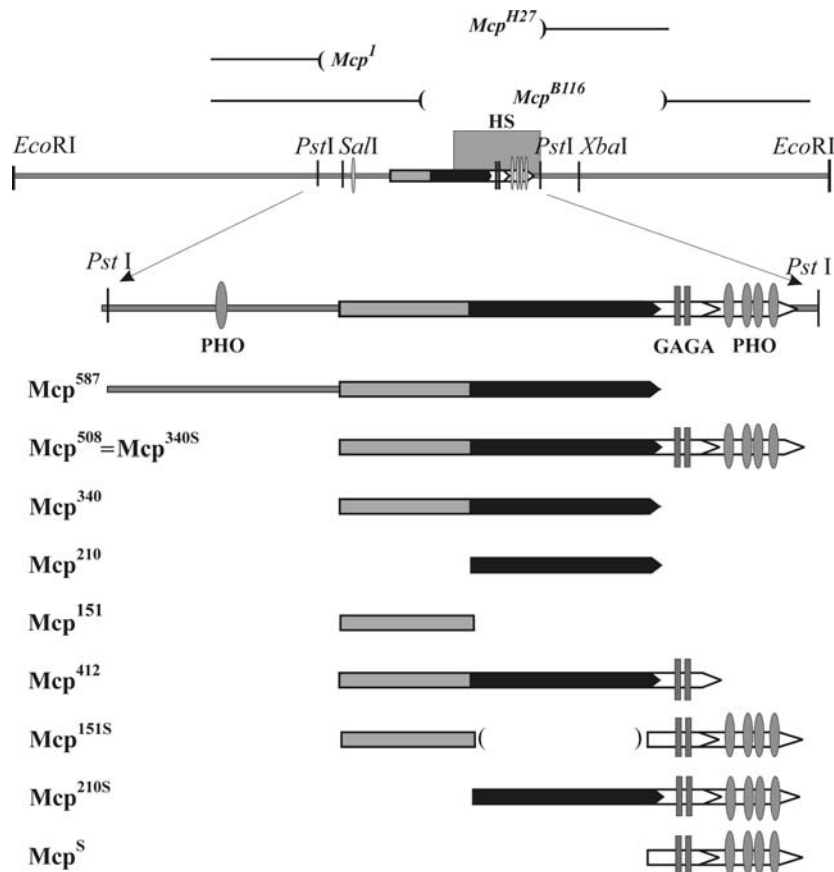 Mcp^H27
( Mcp^1
( Mcp^B116 )
HS
EcoRI PstI SalI PstI XbaI EcoRI
Pst I Pst I
PHO GAGA PHO
Mcp^587
Mcp^508=Mcp^340S
Mcp^340
Mcp^210
Mcp^151
Mcp^412
Mcp^151S ( )
Mcp^210S
Mcp^S